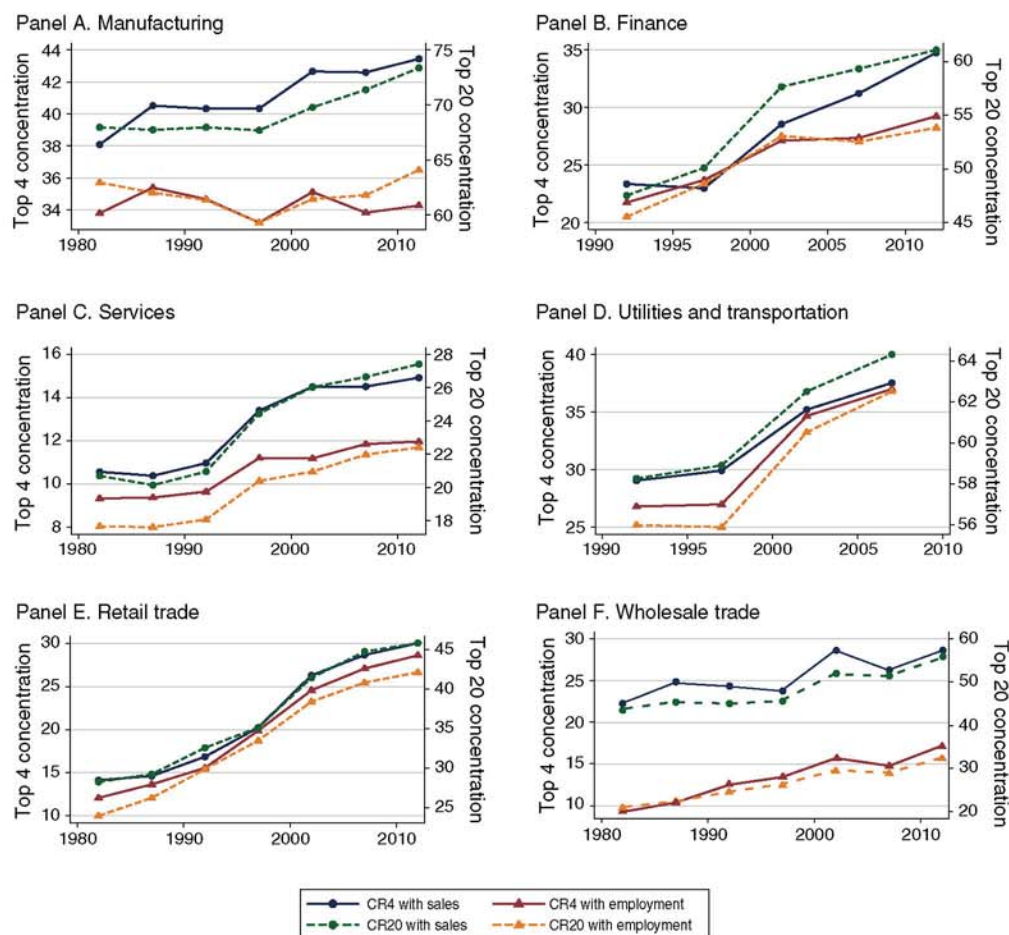 Panel A. Manufacturing
Top 4 concentration
44
42
40
38
36
34
75
70
65
60
Top 20 concentration
1980 1990 2000 2010
Panel B. Finance
Top 4 concentration
35
30
25
20
60
55
50
45
Top 20 concentration
1990 1995 2000 2005 2010
Panel C. Services
Top 4 concentration
16
14
12
10
8
28
26
24
22
20
18
Top 20 concentration
1980 1990 2000 2010
Panel D. Utilities and transportation
Top 4 concentration
40
35
30
25
64
62
60
58
56
Top 20 concentration
1990 1995 2000 2005 2010
Panel E. Retail trade
Top 4 concentration
30
25
20
15
10
45
40
35
30
25
Top 20 concentration
1980 1990 2000 2010
Panel F. Wholesale trade
Top 4 concentration
30
25
20
15
10
60
50
40
30
20
Top 20 concentration
1980 1990 2000 2010
CR4 with sales CR4 with employment
CR20 with sales CR20 with employment